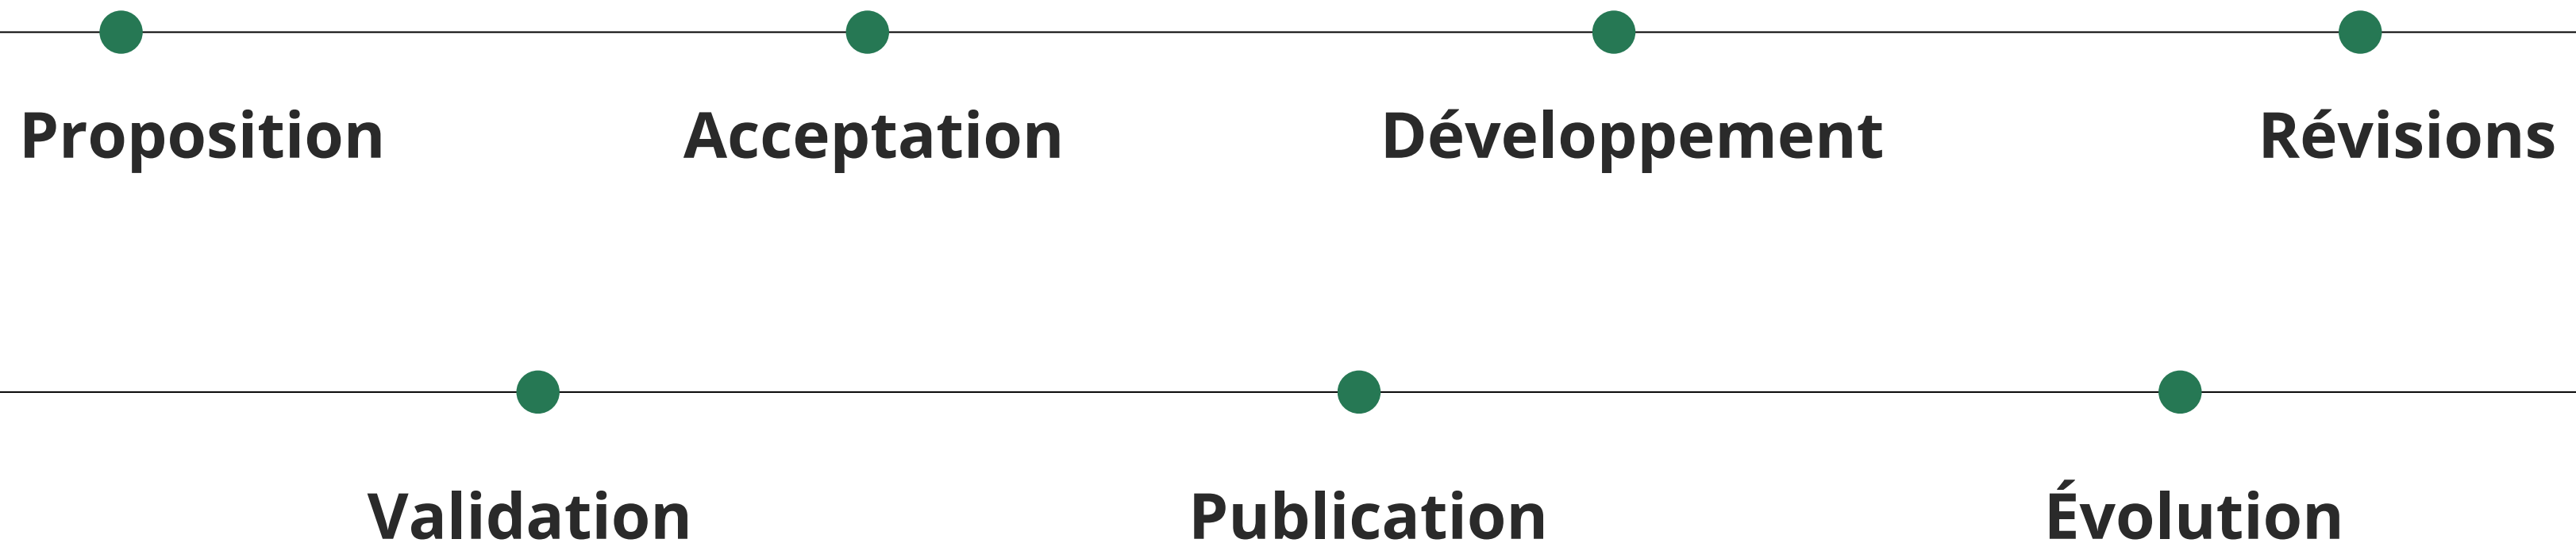 Proposition Acceptation Développement Révisions
Validation Publication Évolution